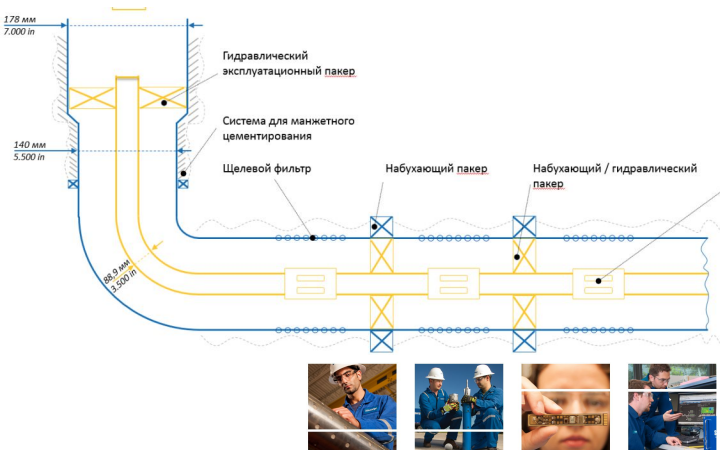 178 мм
7.000 in
Гидравлический
эксплуатационный пакер
Система для манжетного
цементирования
140 мм
5.500 in
Щелевой фильтр
Набухающий пакер
Набухающий / гидравлический
пакер
88,9 мм
3.500 in